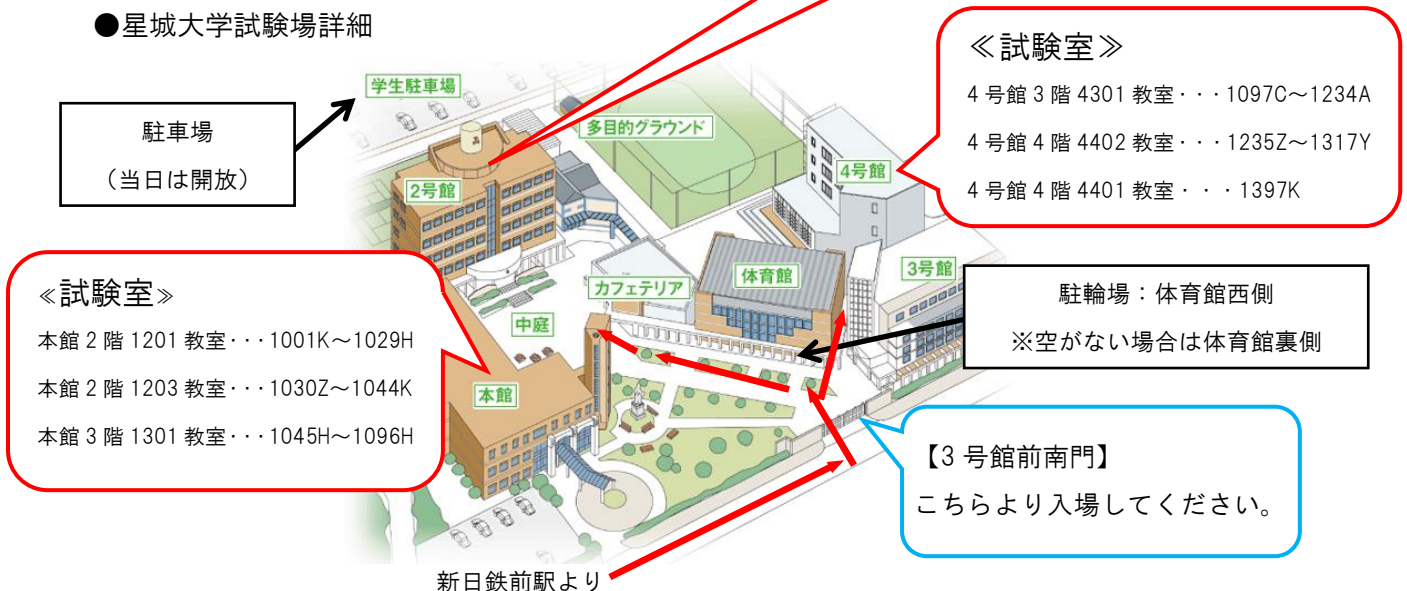 ●星城大学試験場詳細
学生駐車場
駐車場
（当日は開放）
多目的グラウンド
2号館
4号館
≪試験室≫
4号館3階4301教室・・・1097C～1234A
4号館4階4402教室・・・1235Z～1317Y
4号館4階4401教室・・・1397K
≪試験室≫
本館2階1201教室・・・1001K～1029H
本館2階1203教室・・・1030Z～1044K
本館3階1301教室・・・1045H～1096H
カフェテリア
体育館
3号館
中庭
本館
駐輪場：体育館西側
※空がない場合は体育館裏側
【3号館前南門】
こちらより入場してください。
新日鉄前駅より